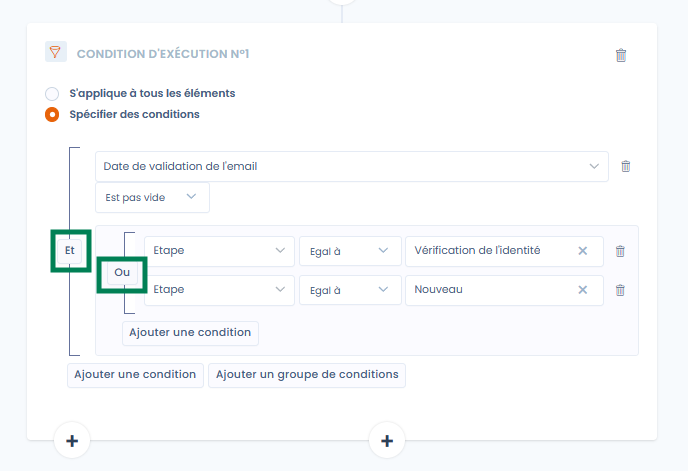 CONDITION D'EXÉCUTION N°1
S'applique à tous les éléments
Spécifier des conditions
Date de validation de l'email
Est pas vide
Et
Etape Egal à Vérification de l'identité
Ou
Etape Egal à Nouveau
Ajouter une condition
Ajouter une condition Ajouter un groupe de conditions